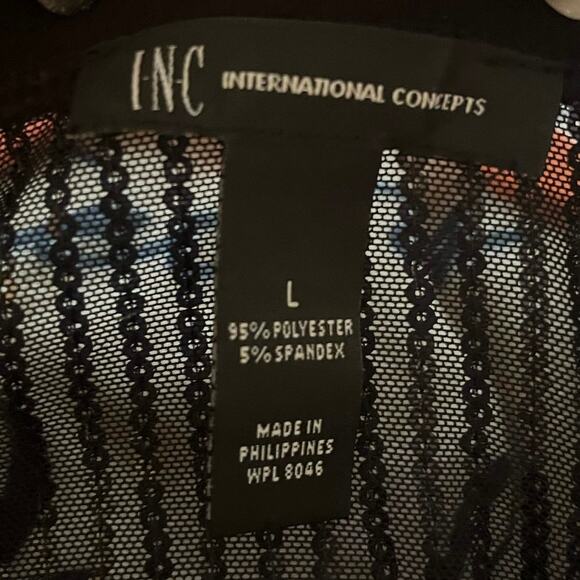 I·N·C INTERNATIONAL CONCEPTS
L
95% POLYESTER
5% SPANDEX
MADE IN
PHILIPPINES
WPL 8046